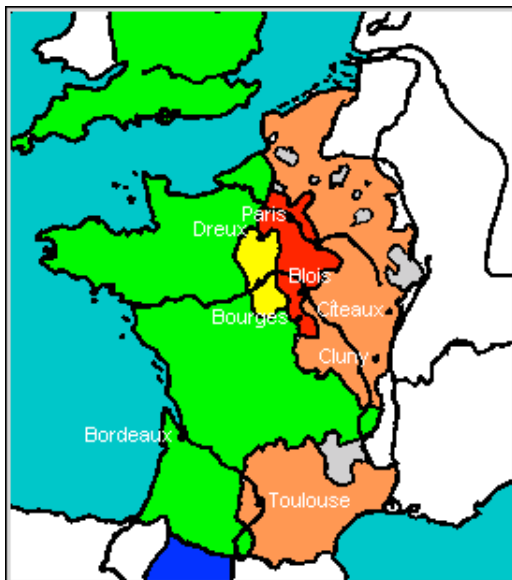 Paris
Dreux
Blois
Cîteaux
Bourges
Cluny
Bordeaux
Toulouse